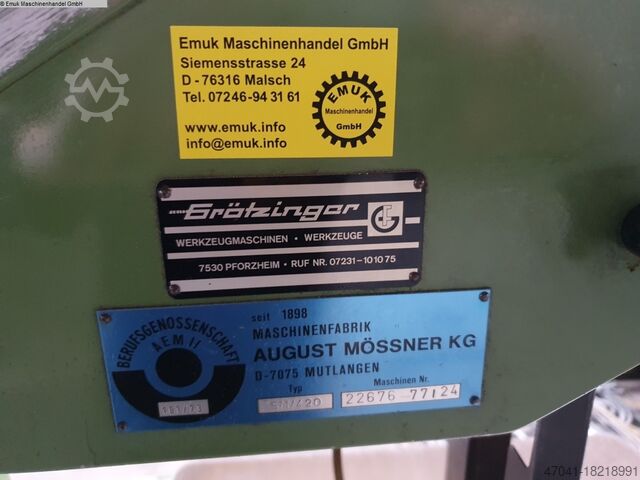 © Emuk Maschinenhandel GmbH
Emuk Maschinenhandel GmbH
Siemensstrasse 24
D - 76316 Malsch
Tel. 07246-94 31 61
www.emuk.info
info@emuk.info
EMUK
Maschinenhandel
GmbH
Grötzinger
WERKZEUGMASCHINEN • WERKZEUGE
7530 PFORZHEIM • RUF NR. 07231-101075
BERUFSGENOSSENSCHAFT
AEM II
seit 1898
MASCHINENFABRIK
AUGUST MÖSSNER KG
D-7075 MUTLANGEN
Typ
Maschinen Nr.
22676-77124
47041-18218991